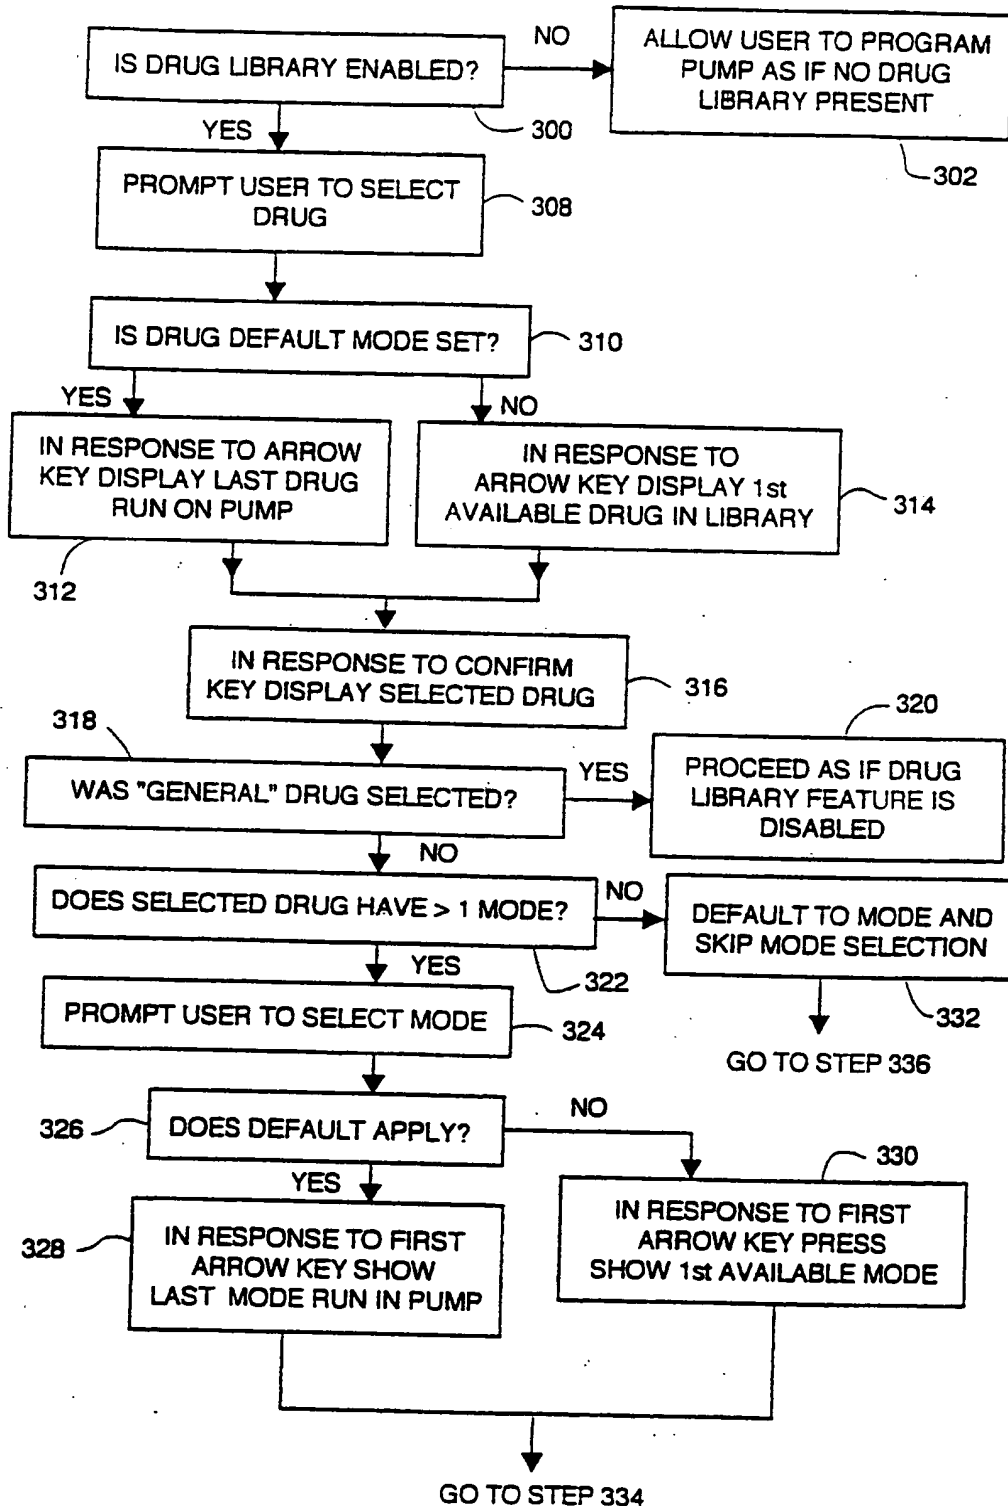 IS DRUG LIBRARY ENABLED?
NO
ALLOW USER TO PROGRAM
PUMP AS IF NO DRUG
LIBRARY PRESENT
300
302
YES
PROMPT USER TO SELECT
DRUG
308
IS DRUG DEFAULT MODE SET?
310
YES
NO
IN RESPONSE TO ARROW
KEY DISPLAY LAST DRUG
RUN ON PUMP
312
IN RESPONSE TO
ARROW KEY DISPLAY 1st
AVAILABLE DRUG IN LIBRARY
314
IN RESPONSE TO CONFIRM
KEY DISPLAY SELECTED DRUG
316
318
WAS "GENERAL" DRUG SELECTED?
YES
320
PROCEED AS IF DRUG
LIBRARY FEATURE IS
DISABLED
NO
DOES SELECTED DRUG HAVE > 1 MODE?
322
NO
DEFAULT TO MODE AND
SKIP MODE SELECTION
332
GO TO STEP 336
YES
PROMPT USER TO SELECT MODE
324
326
DOES DEFAULT APPLY?
NO
YES
328
IN RESPONSE TO FIRST
ARROW KEY SHOW
LAST MODE RUN IN PUMP
330
IN RESPONSE TO FIRST
ARROW KEY PRESS
SHOW 1st AVAILABLE MODE
GO TO STEP 334